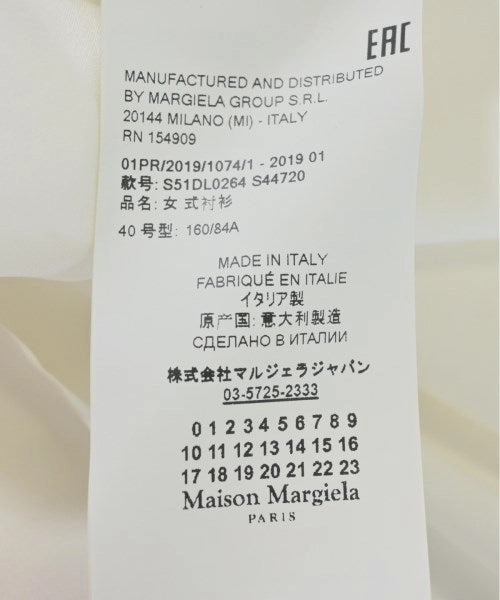 EAC
MANUFACTURED AND DISTRIBUTED
BY MARGIELA GROUP S.R.L.
20144 MILANO (MI) - ITALY
RN 154909
01PR/2019/1074/1 - 2019 01
款号: S51DL0264 S44720
品名: 女 式衬衫
40 号型: 160/84A
MADE IN ITALY
FABRIQUÉ EN ITALIE
イタリア製
原产国: 意大利製造
СДЕЛАНО В ИТАЛИИ
株式会社マルジェラジャパン
03-5725-2333
0 1 2 3 4 5 6 7 8 9
10 11 12 13 14 15 16
17 18 19 20 21 22 23
Maison Margiela
PARIS